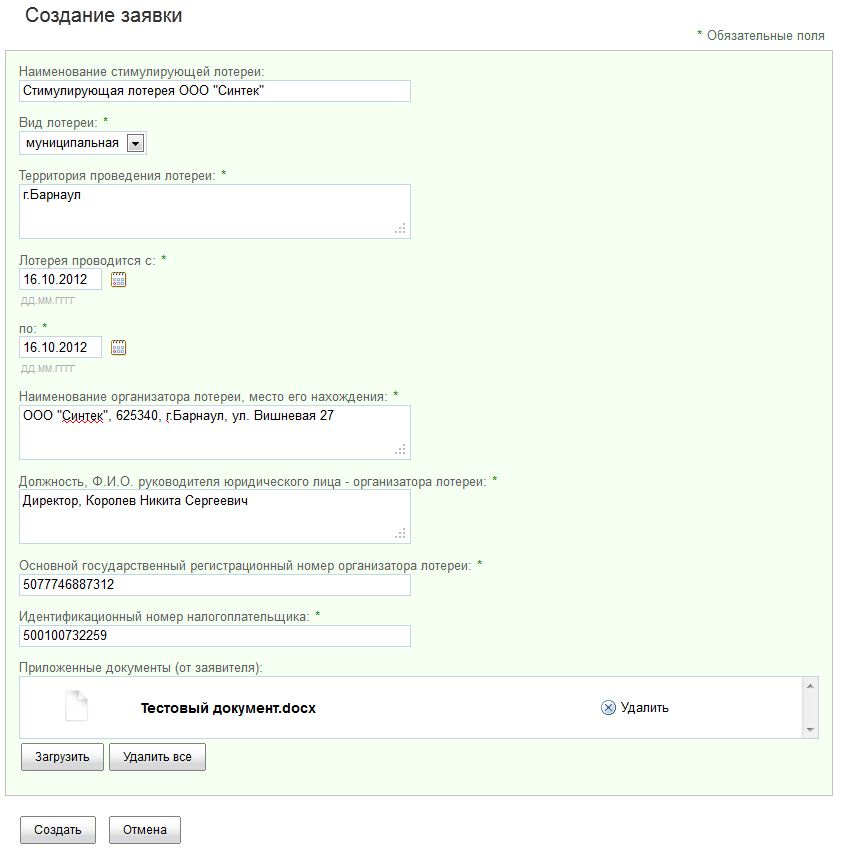 Создание заявки
* Обязательные поля
Наименование стимулирующей лотереи:
Стимулирующая лотерея ООО "Синтек"
Вид лотереи: *
муниципальная
Территория проведения лотереи: *
г.Барнаул
Лотерея проводится с: *
16.10.2012
ДД.ММ.ГГГГ
по: *
16.10.2012
ДД.ММ.ГГГГ
Наименование организатора лотереи, место его нахождения: *
ООО "Синтек", 625340, г.Барнаул, ул. Вишневая 27
Должность, Ф.И.О. руководителя юридического лица - организатора лотереи: *
Директор, Королев Никита Сергеевич
Основной государственный регистрационный номер организатора лотереи: *
5077746887312
Идентификационный номер налогоплательщика: *
500100732259
Приложенные документы (от заявителя):
Тестовый документ.docx Удалить
Загрузить Удалить все
Создать Отмена